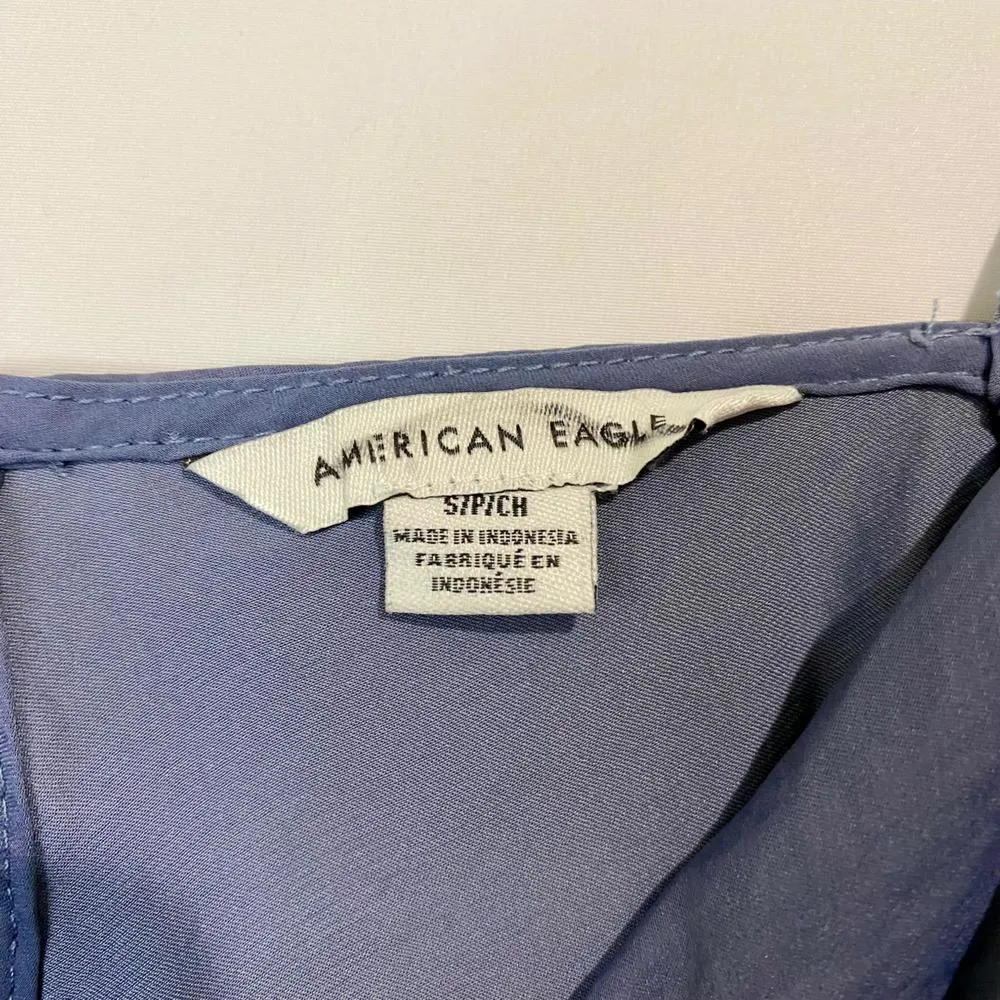 AMERICAN EAGLE
S/P/CH
MADE IN INDONESIA
FABRIQUÉ EN
INDONÉSIE